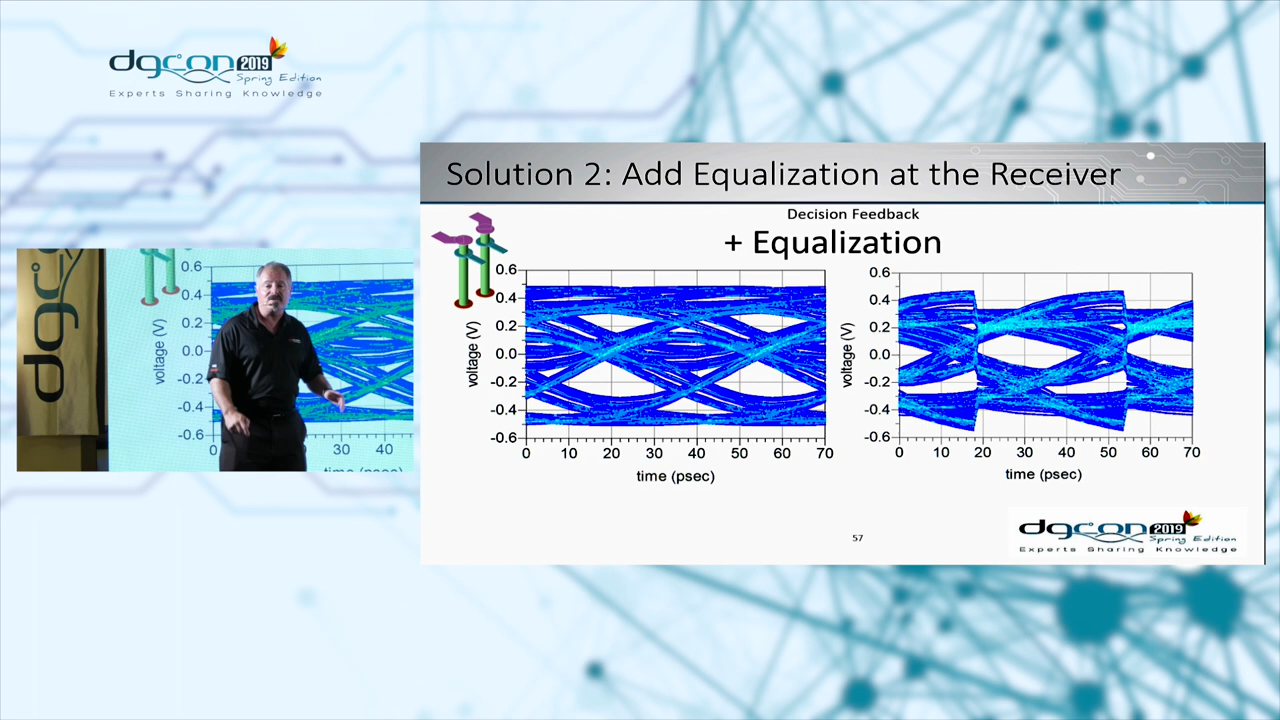 dgcon 2019
Spring Edition
Experts Sharing Knowledge
Solution 2: Add Equalization at the Receiver
Decision Feedback
+ Equalization
0.6
0.4
0.2
0.0
-0.2
-0.4
-0.6
voltage (V)
0 10 20 30 40 50 60 70
time (psec)
0.6
0.4
0.2
0.0
-0.2
-0.4
-0.6
voltage (V)
0 10 20 30 40 50 60 70
time (psec)
57
dgcon 2019
Spring Edition
Experts Sharing Knowledge
dgc
0.6
0.4
0.2
0.0
-0.2
-0.4
-0.6
voltage (V)
0 30 40